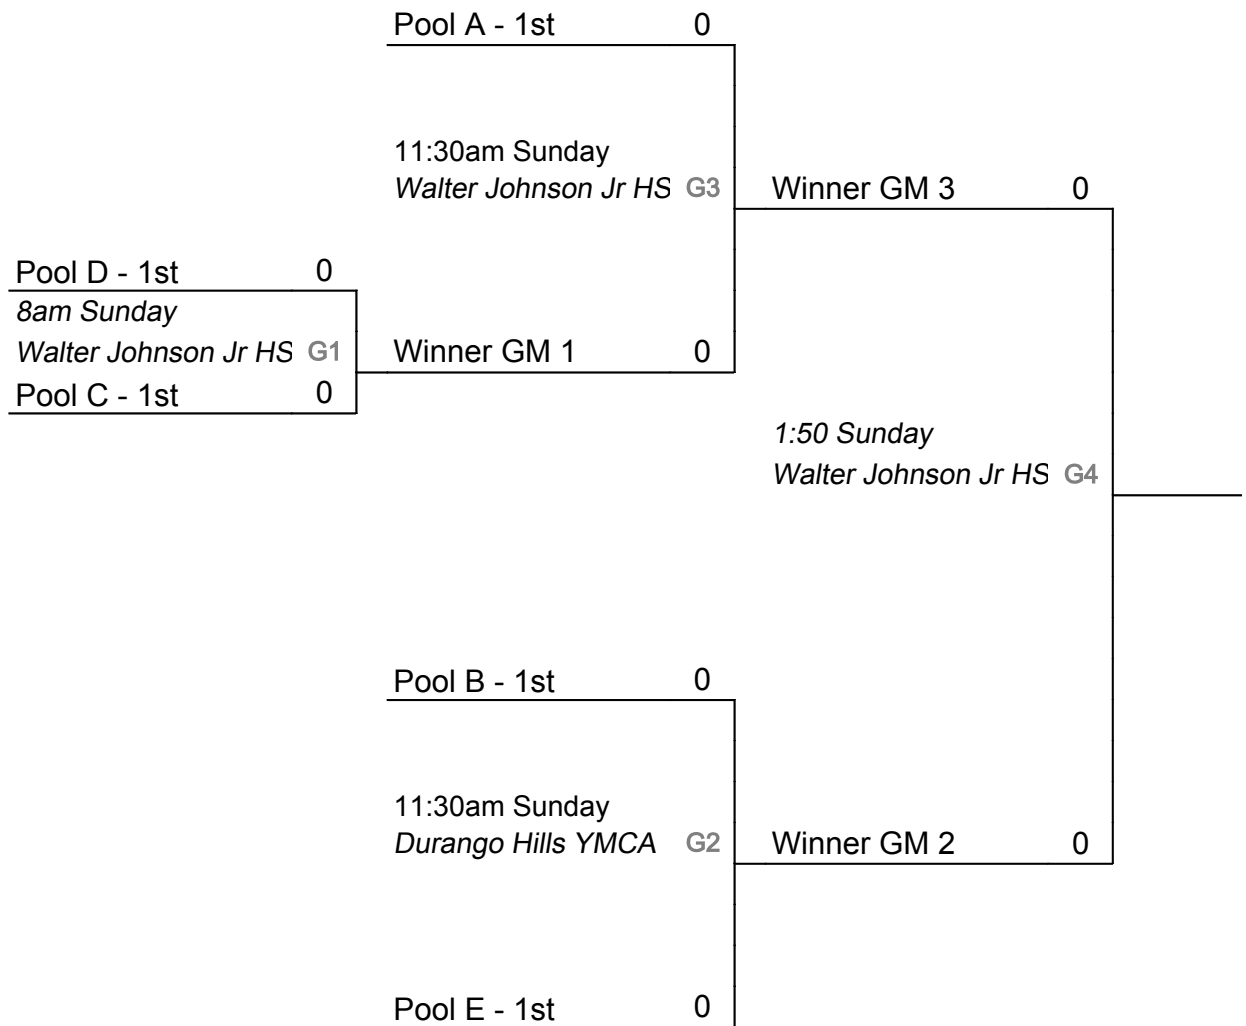 Pool A - 1st 0
11:30am Sunday
Walter Johnson Jr HS G3
Winner GM 3 0
Pool D - 1st 0
8am Sunday
Walter Johnson Jr HS G1
Winner GM 1 0
Pool C - 1st 0
1:50 Sunday
Walter Johnson Jr HS G4
Pool B - 1st 0
11:30am Sunday
Durango Hills YMCA G2
Winner GM 2 0
Pool E - 1st 0